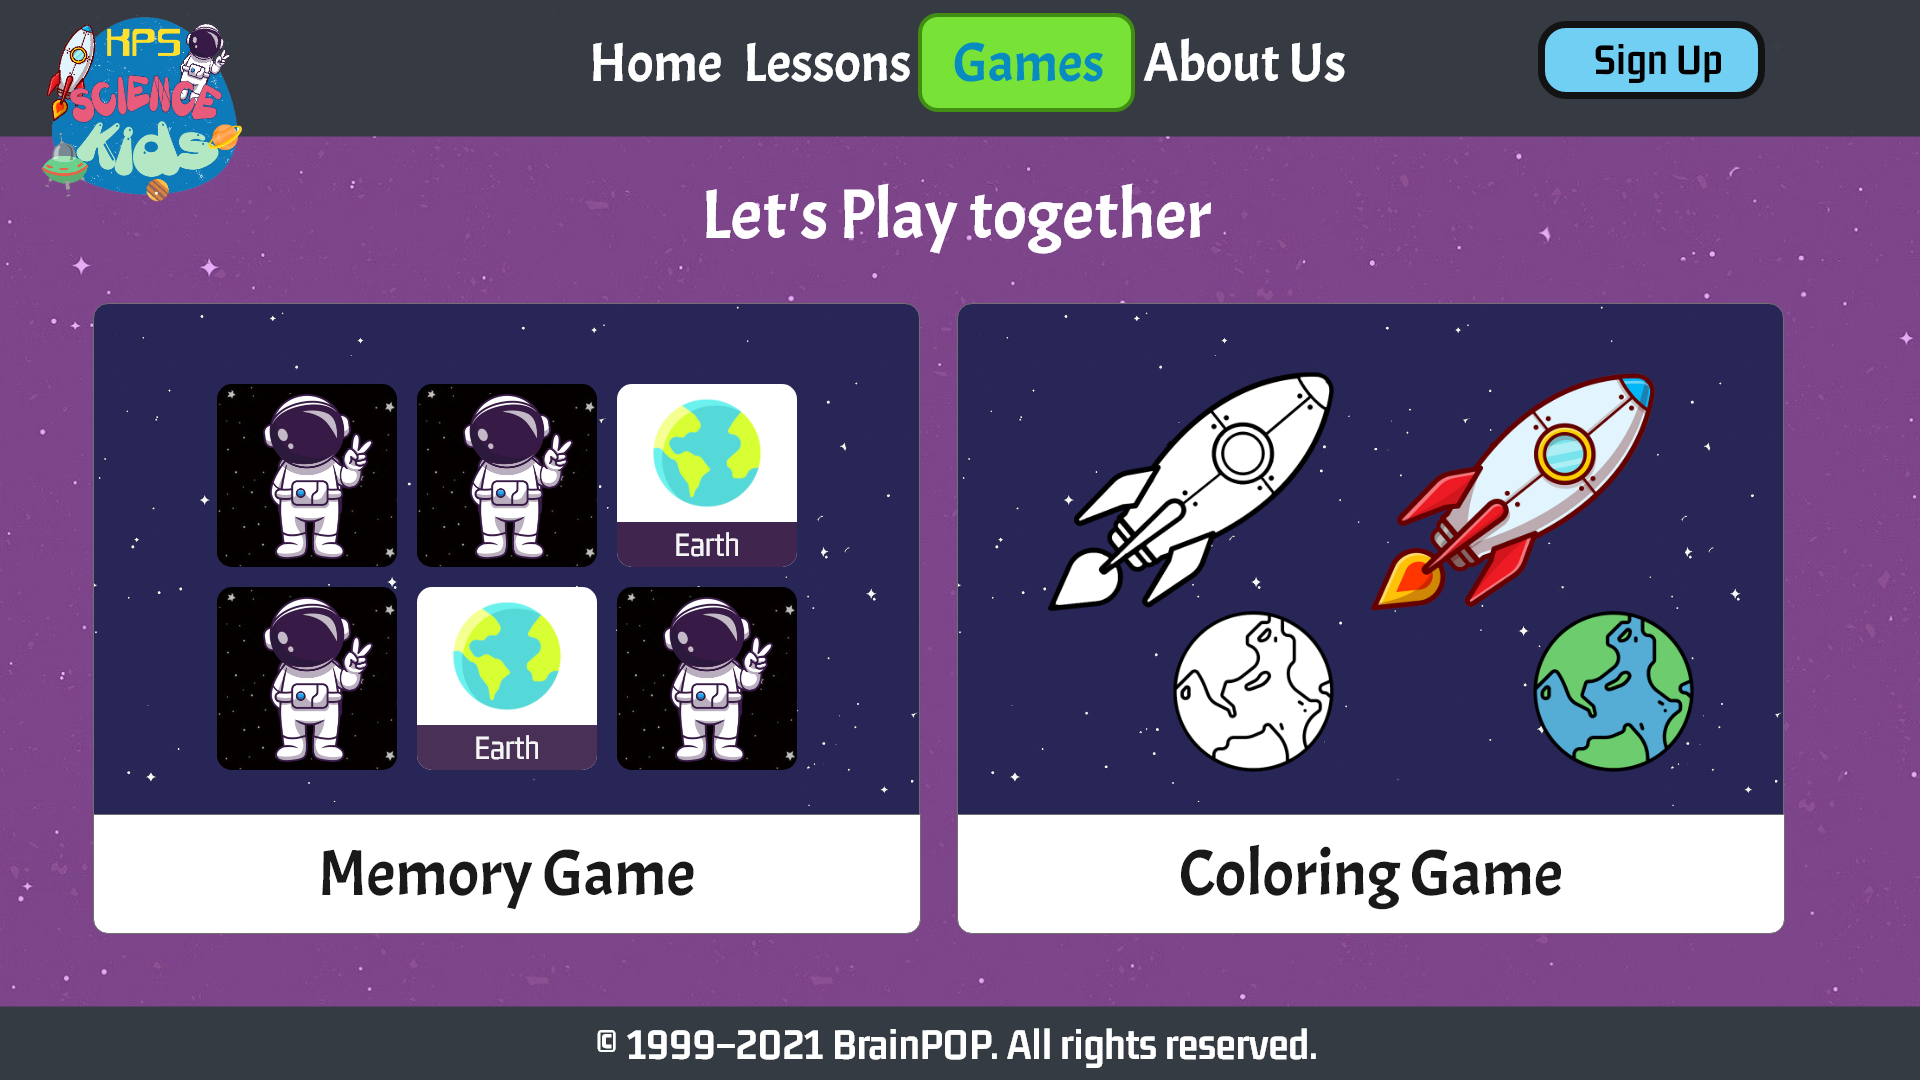 KPS
SCIENCE
Kids
Home Lessons Games About Us
Sign Up
Let's Play together
Earth
Earth
Memory Game
Coloring Game
© 1999–2021 BrainPOP. All rights reserved.